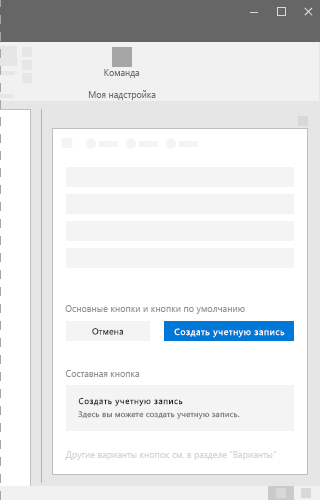 Команда
Моя надстройка
Основные кнопки и кнопки по умолчанию
Отмена
Создать учетную запись
Составная кнопка
Создать учетную запись
Здесь вы можете создать учетную запись.
Другие варианты кнопок см. в разделе "Варианты"